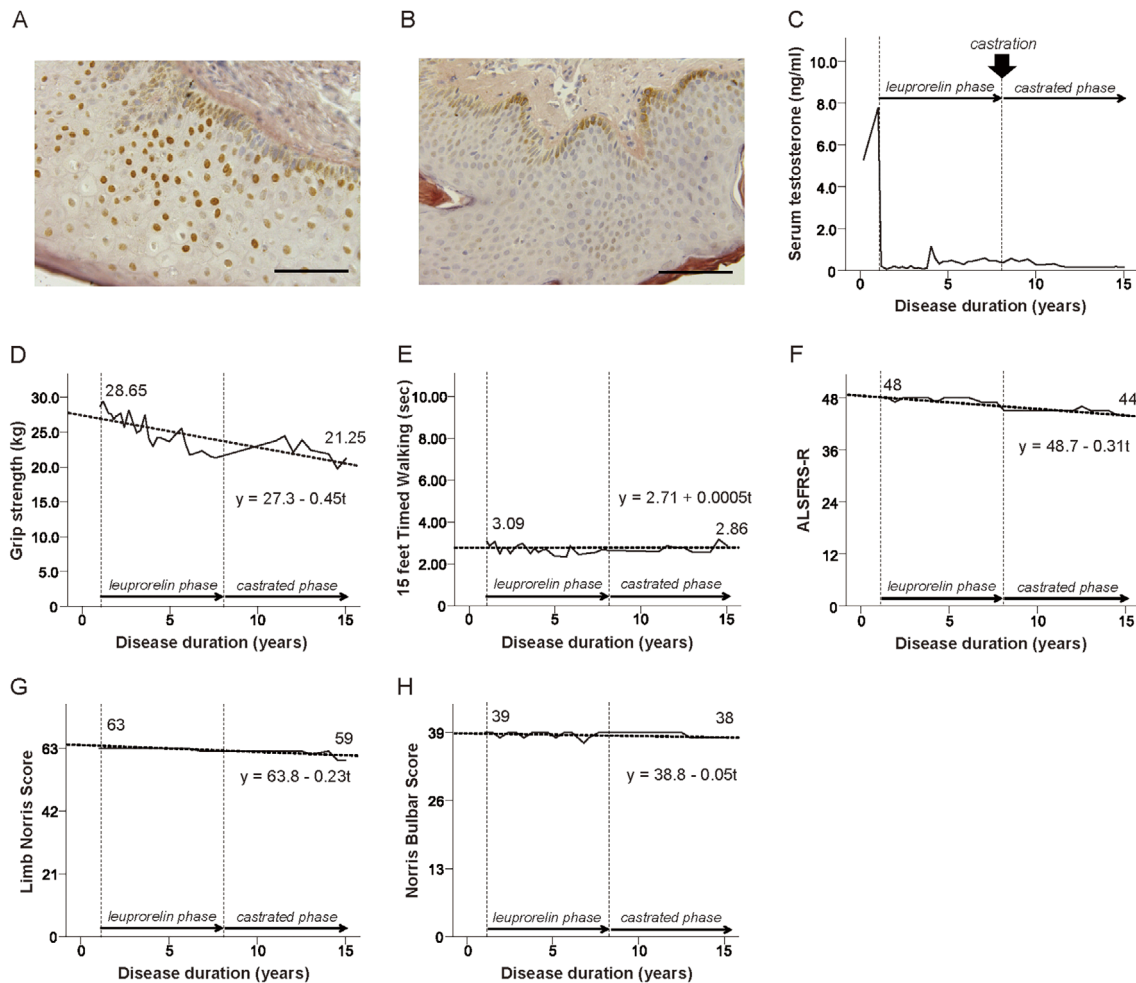 A
B
C
castration
leuprorelin phase
castrated phase
Serum testosterone (ng/ml)
10.0
8.0
6.0
4.0
2.0
0
0
5
10
15
Disease duration (years)
D
28.65
21.25
y = 27.3 - 0.45t
Grip strength (kg)
30.0
25.0
20.0
15.0
10.0
5.0
0
leuprorelin phase
castrated phase
0
5
10
15
Disease duration (years)
E
3.09
2.86
y = 2.71 + 0.0005t
15 feet Timed Walking (sec)
10.00
8.00
6.00
4.00
2.00
0
leuprorelin phase
castrated phase
0
5
10
15
Disease duration (years)
F
48
44
y = 48.7 - 0.31t
ALSFRS-R
48
36
24
12
0
leuprorelin phase
castrated phase
0
5
10
15
Disease duration (years)
G
63
59
y = 63.8 - 0.23t
Limb Norris Score
63
42
21
0
leuprorelin phase
castrated phase
0
5
10
15
Disease duration (years)
H
39
38
y = 38.8 - 0.05t
Norris Bulbar Score
39
26
13
0
leuprorelin phase
castrated phase
0
5
10
15
Disease duration (years)